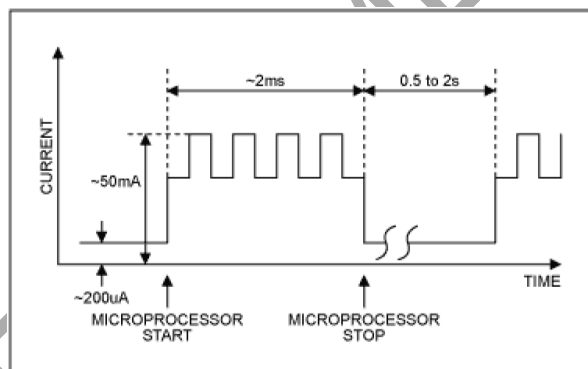 ~2ms
0.5 to 2s
CURRENT
~50mA
~200uA
TIME
MICROPROCESSOR
START
MICROPROCESSOR
STOP